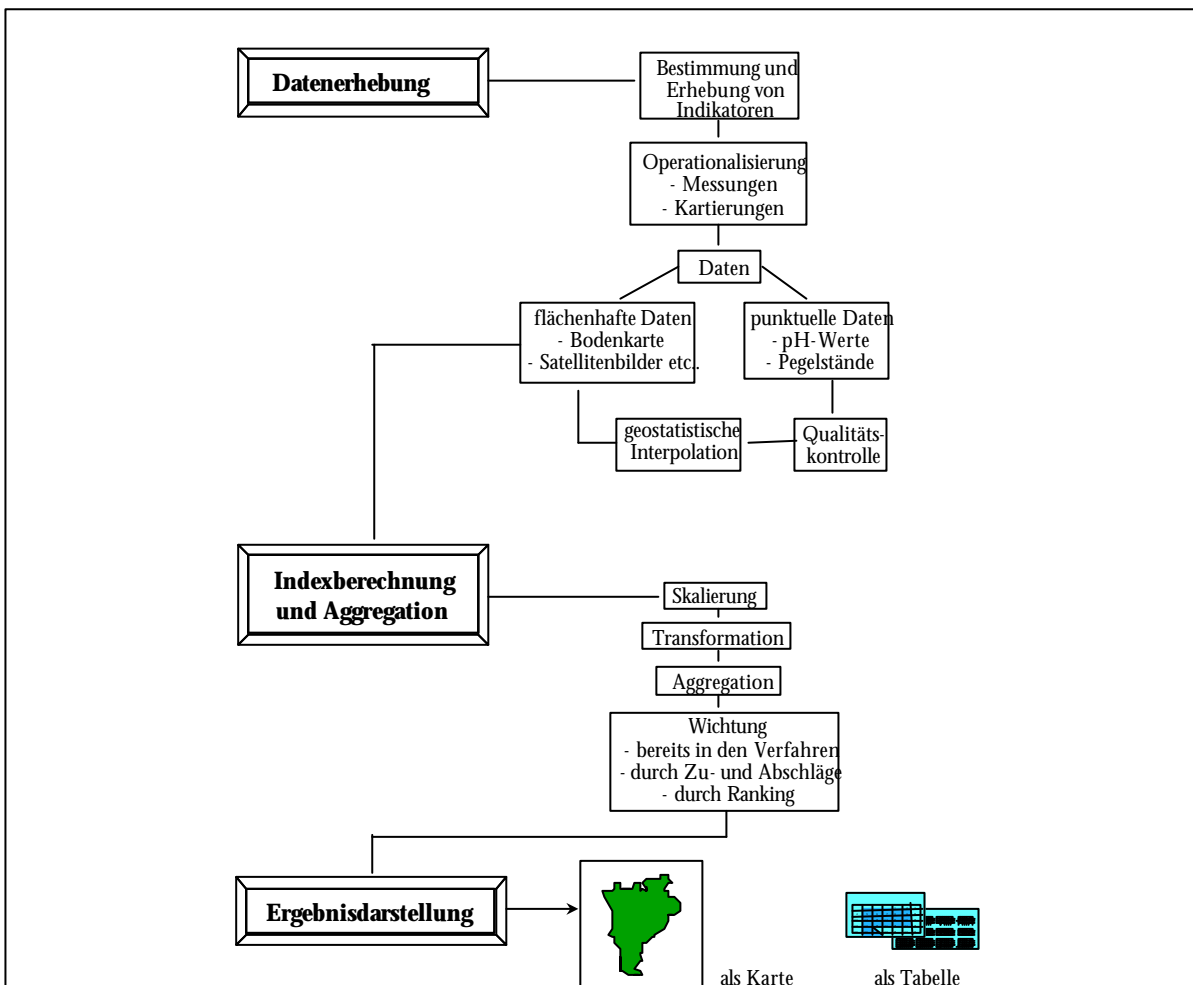 Datenerhebung
Bestimmung und
Erhebung von
Indikatoren
Operationalisierung
- Messungen
- Kartierungen
Daten
flächenhafte Daten
- Bodenkarte
- Satellitenbilder etc..
punktuelle Daten
- pH-Werte
- Pegelstände
geostatistische
Interpolation
Qualitäts-
kontrolle
Indexberechnung
und Aggregation
Skalierung
Transformation
Aggregation
Wichtung
- bereits in den Verfahren
- durch Zu- und Abschläge
- durch Ranking
Ergebnisdarstellung
als Karte
als Tabelle